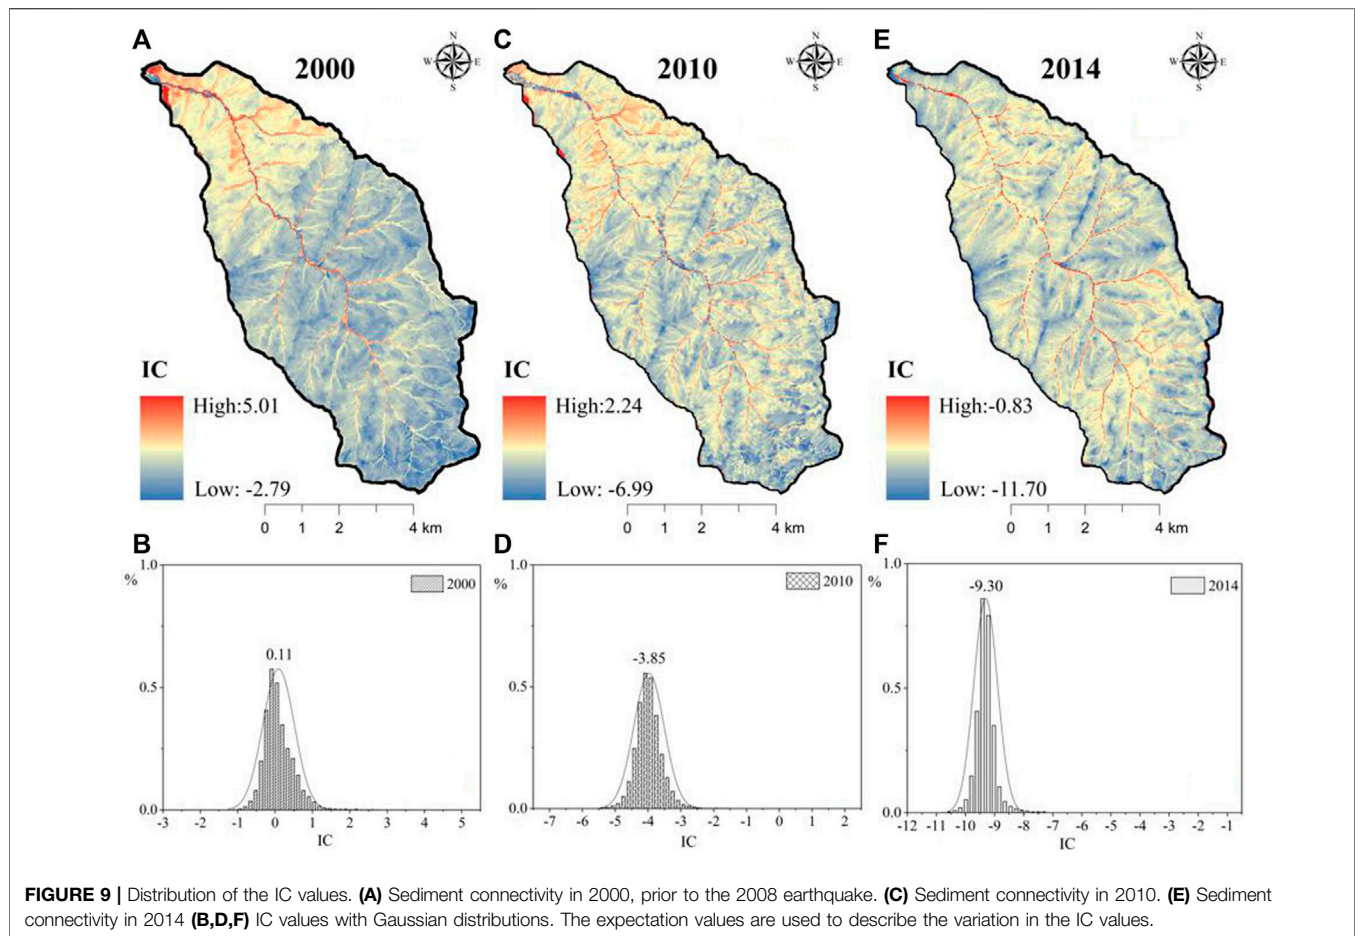 A
2000
N
W E
S
IC
High:5.01
Low: -2.79
0 1 2 4 km
C
2010
N
W E
S
IC
High:2.24
Low: -6.99
0 1 2 4 km
E
2014
N
W E
S
IC
High:-0.83
Low: -11.70
0 1 2 4 km
B
%
1.0
0.5
0.0
0.11
2000
-3 -2 -1 0 1 2 3 4 5
IC
D
%
1.0
0.5
0.0
-3.85
2010
-7 -6 -5 -4 -3 -2 -1 0 1 2
IC
F
%
1.0
0.5
0.0
-9.30
2014
-12 -11 -10 -9 -8 -7 -6 -5 -4 -3 -2 -1
IC
FIGURE 9 | Distribution of the IC values. (A) Sediment connectivity in 2000, prior to the 2008 earthquake. (C) Sediment connectivity in 2010. (E) Sediment
connectivity in 2014 (B,D,F) IC values with Gaussian distributions. The expectation values are used to describe the variation in the IC values.